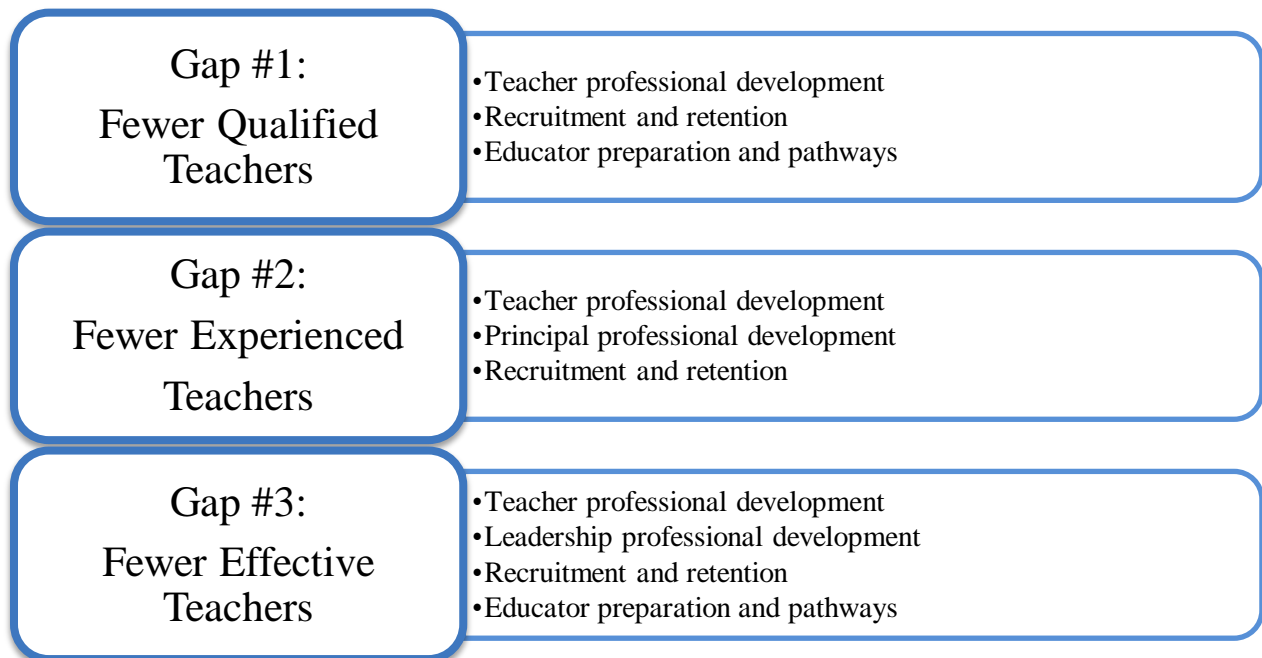 Gap #1:
Fewer Qualified
Teachers
•Teacher professional development
•Recruitment and retention
•Educator preparation and pathways
Gap #2:
Fewer Experienced
Teachers
•Teacher professional development
•Principal professional development
•Recruitment and retention
Gap #3:
Fewer Effective
Teachers
•Teacher professional development
•Leadership professional development
•Recruitment and retention
•Educator preparation and pathways